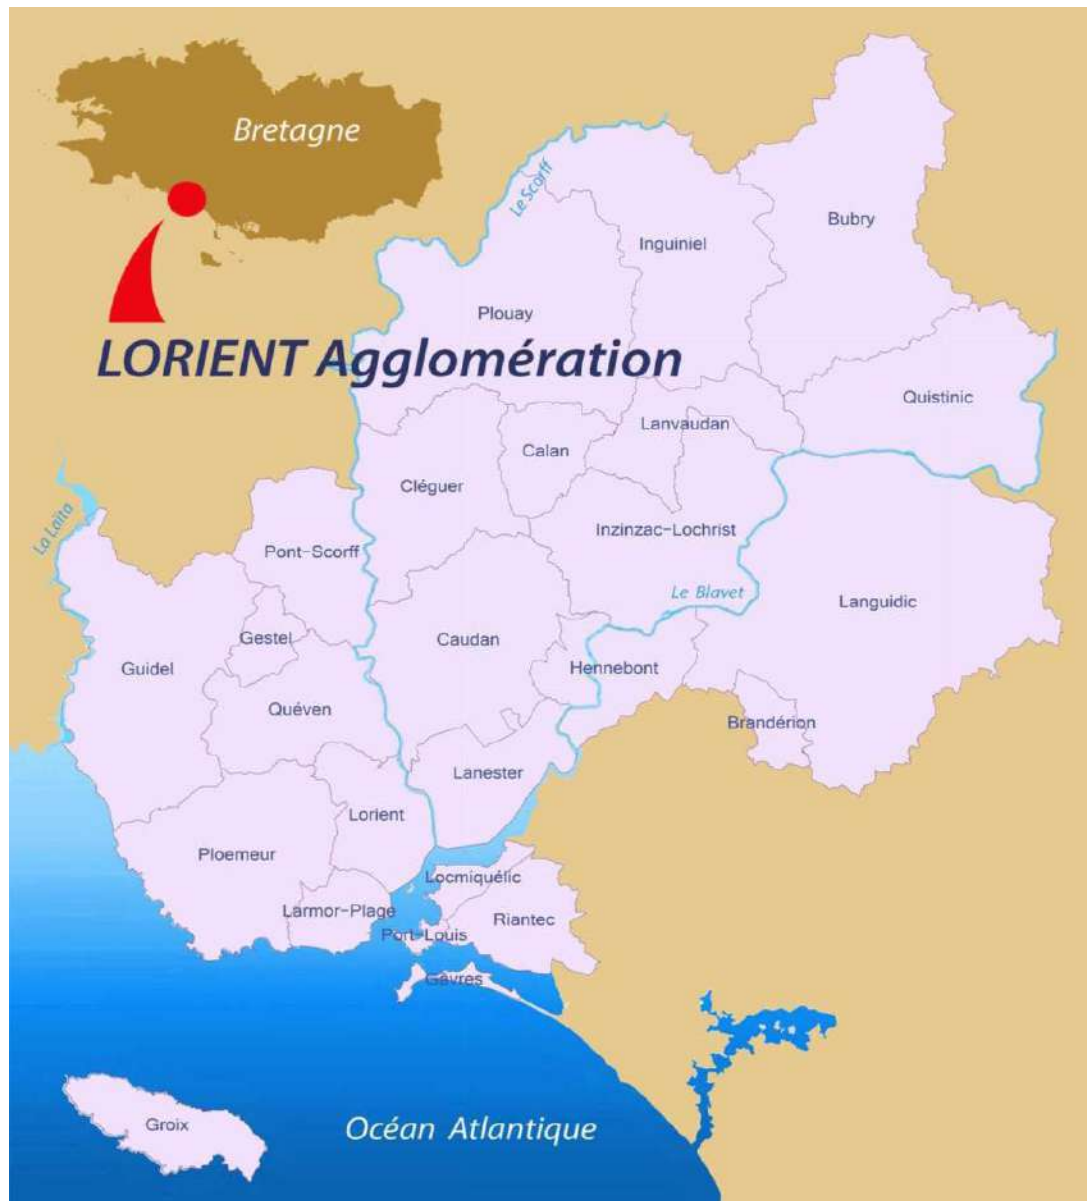 Bretagne
Le Scorff
Bubry
Inguiniel
Plouay
LORIENT Agglomération
Quistinic
Lanvaudan
Calan
Cléguer
La Laïta
Inzinzac-Lochrist
Pont-Scorff
Le Blavet
Languidic
Gestel
Caudan
Guidel
Hennebont
Quéven
Brandérion
Lanester
Lorient
Ploemeur
Locmiquélic
Larmor-Plage
Riantec
Port-Louis
Gâvres
Groix
Océan Atlantique